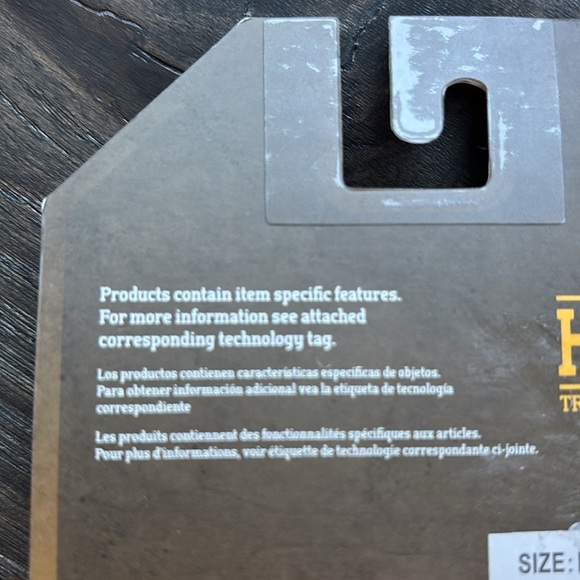 Products contain item specific features.
For more information see attached
corresponding technology tag.
Los productos contienen características específicas de objetos.
Para obtener información adicional vea la etiqueta de tecnología
correspondiente
Les produits contiennent des fonctionnalités spécifiques aux articles.
Pour plus d'informations, voir étiquette de technologie correspondante ci-jointe.
H
TR
SIZE: